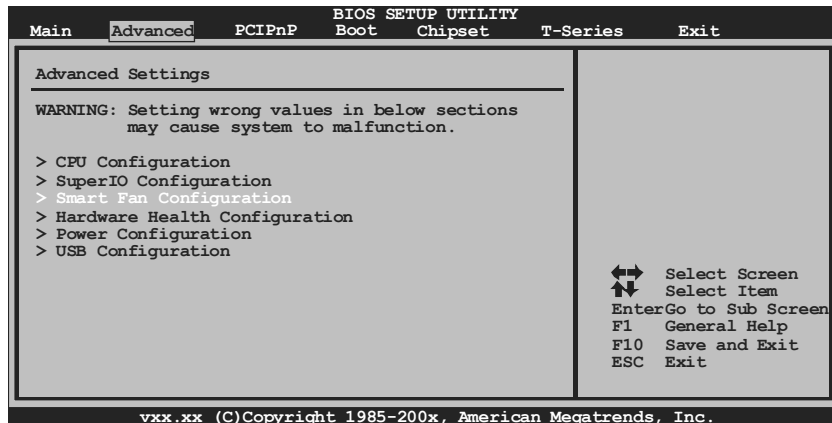 BIOS SETUP UTILITY
Main Advanced PCIPnP Boot Chipset T-Series Exit
Advanced Settings
WARNING: Setting wrong values in below sections
may cause system to malfunction.
> CPU Configuration
> SuperIO Configuration
> Smart Fan Configuration
> Hardware Health Configuration
> Power Configuration
> USB Configuration
Select Screen
Select Item
EnterGo to Sub Screen
F1 General Help
F10 Save and Exit
ESC Exit
vxx.xx (C)Copyright 1985-200x, American Megatrends, Inc.